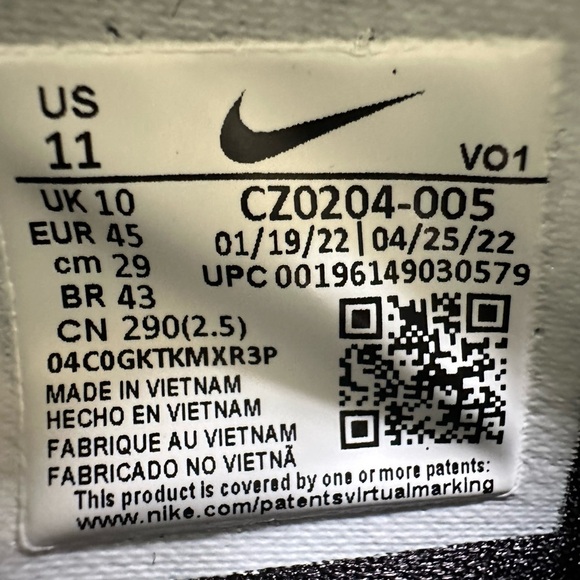 US
11
VO1
UK 10
EUR 45
cm 29
BR 43
CN 290(2.5)
CZ0204-005
01/19/22|04/25/22
UPC 00196149030579
04C0GKTKMXR3P
MADE IN VIETNAM
HECHO EN VIETNAM
FABRIQUE AU VIETNAM
FABRICADO NO VIETNÃ
This product is covered by one or more patents:
www.nike.com/patentsvirtualmarking